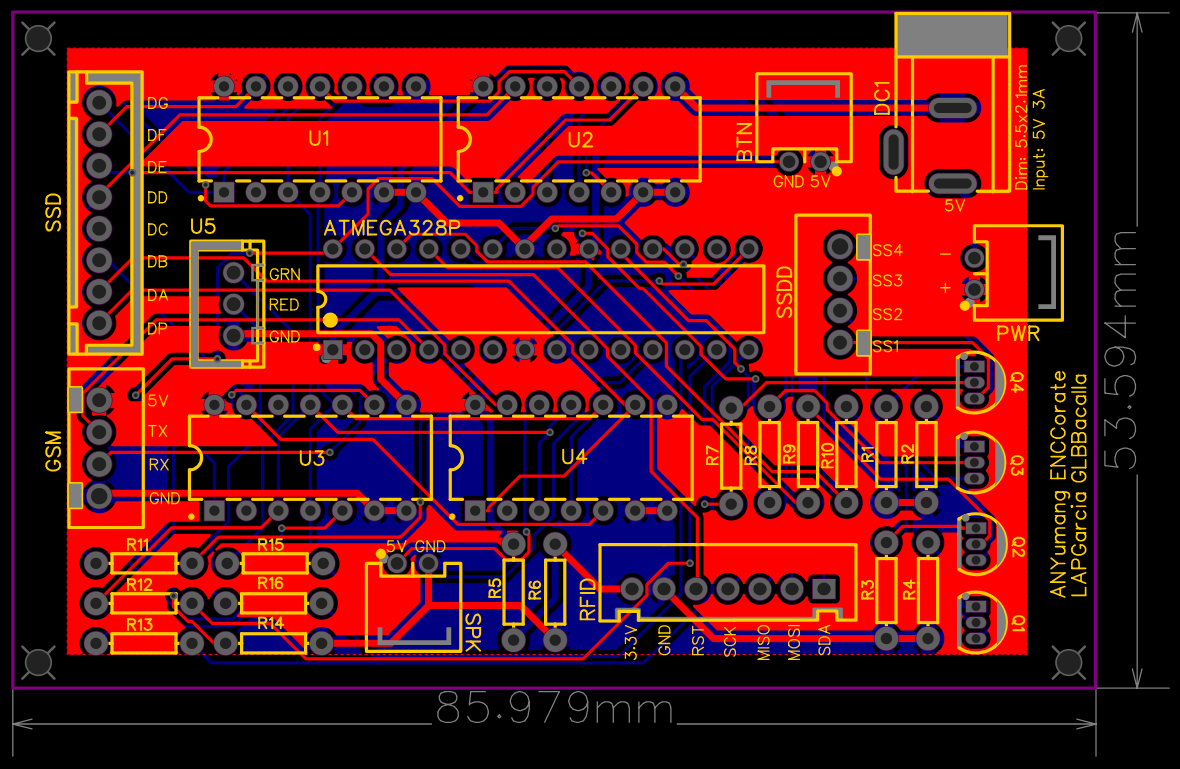 DG
DF
DE
DD
DC
DB
DA
DP
SSD
U1
U2
BTN
GND 5V
DC1
Dim: 5.5x2.1mm
Input: 5V 3A
5V
U5
ATMEGA328P
GRN
RED
GND
SSDD
SS4
SS3
SS2
SS1
-
+
PWR
GSM
5V
TX
RX
GND
U3
U4
R7
R8
R9
R10
R1
R2
Q4
Q3
Q2
Q1
ANYumang ENCCorate
LAPGarcia GLBBacalla
R11
R15
R12
R16
R13
R14
5V GND
SPK
R5
R6
RFID
3.3V
GND
RST
SCK
MISO
MOSI
SDA
R3
R4
85.979mm
53.594mm